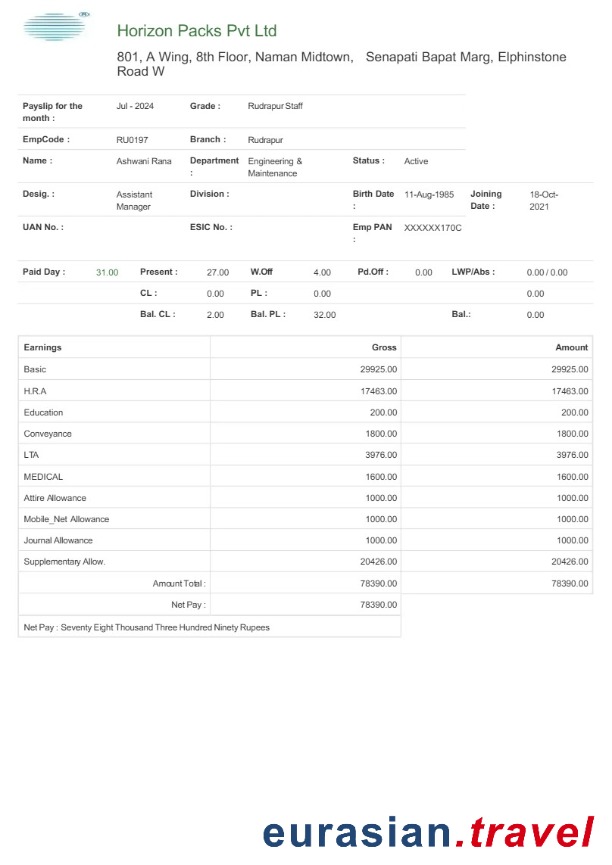 Horizon Packs Pvt Ltd
801, A Wing, 8th Floor, Naman Midtown, Senapati Bapat Marg, Elphinstone
Road W
Payslip for the month : Jul - 2024 Grade : Rudrapur Staff
EmpCode : RU0197 Branch : Rudrapur
Name : Ashwani Rana Department : Engineering & Maintenance Status : Active
Desig. : Assistant Manager Division : Birth Date : 11-Aug-1985 Joining Date : 18-Oct-2021
UAN No. : ESIC No. : Emp PAN : XXXXXX170C
Paid Day : 31.00 Present : 27.00 W.Off 4.00 Pd.Off : 0.00 LWP/Abs : 0.00 / 0.00
CL : 0.00 PL : 0.00 0.00
Bal. CL : 2.00 Bal. PL : 32.00 Bal.: 0.00
Earnings Gross Amount
Basic 29925.00 29925.00
H.R.A 17463.00 17463.00
Education 200.00 200.00
Conveyance 1800.00 1800.00
LTA 3976.00 3976.00
MEDICAL 1600.00 1600.00
Attire Allowance 1000.00 1000.00
Mobile_Net Allowance 1000.00 1000.00
Journal Allowance 1000.00 1000.00
Supplementary Allow. 20426.00 20426.00
Amount Total : 78390.00 78390.00
Net Pay : 78390.00
Net Pay : Seventy Eight Thousand Three Hundred Ninety Rupees
eurasian.travel